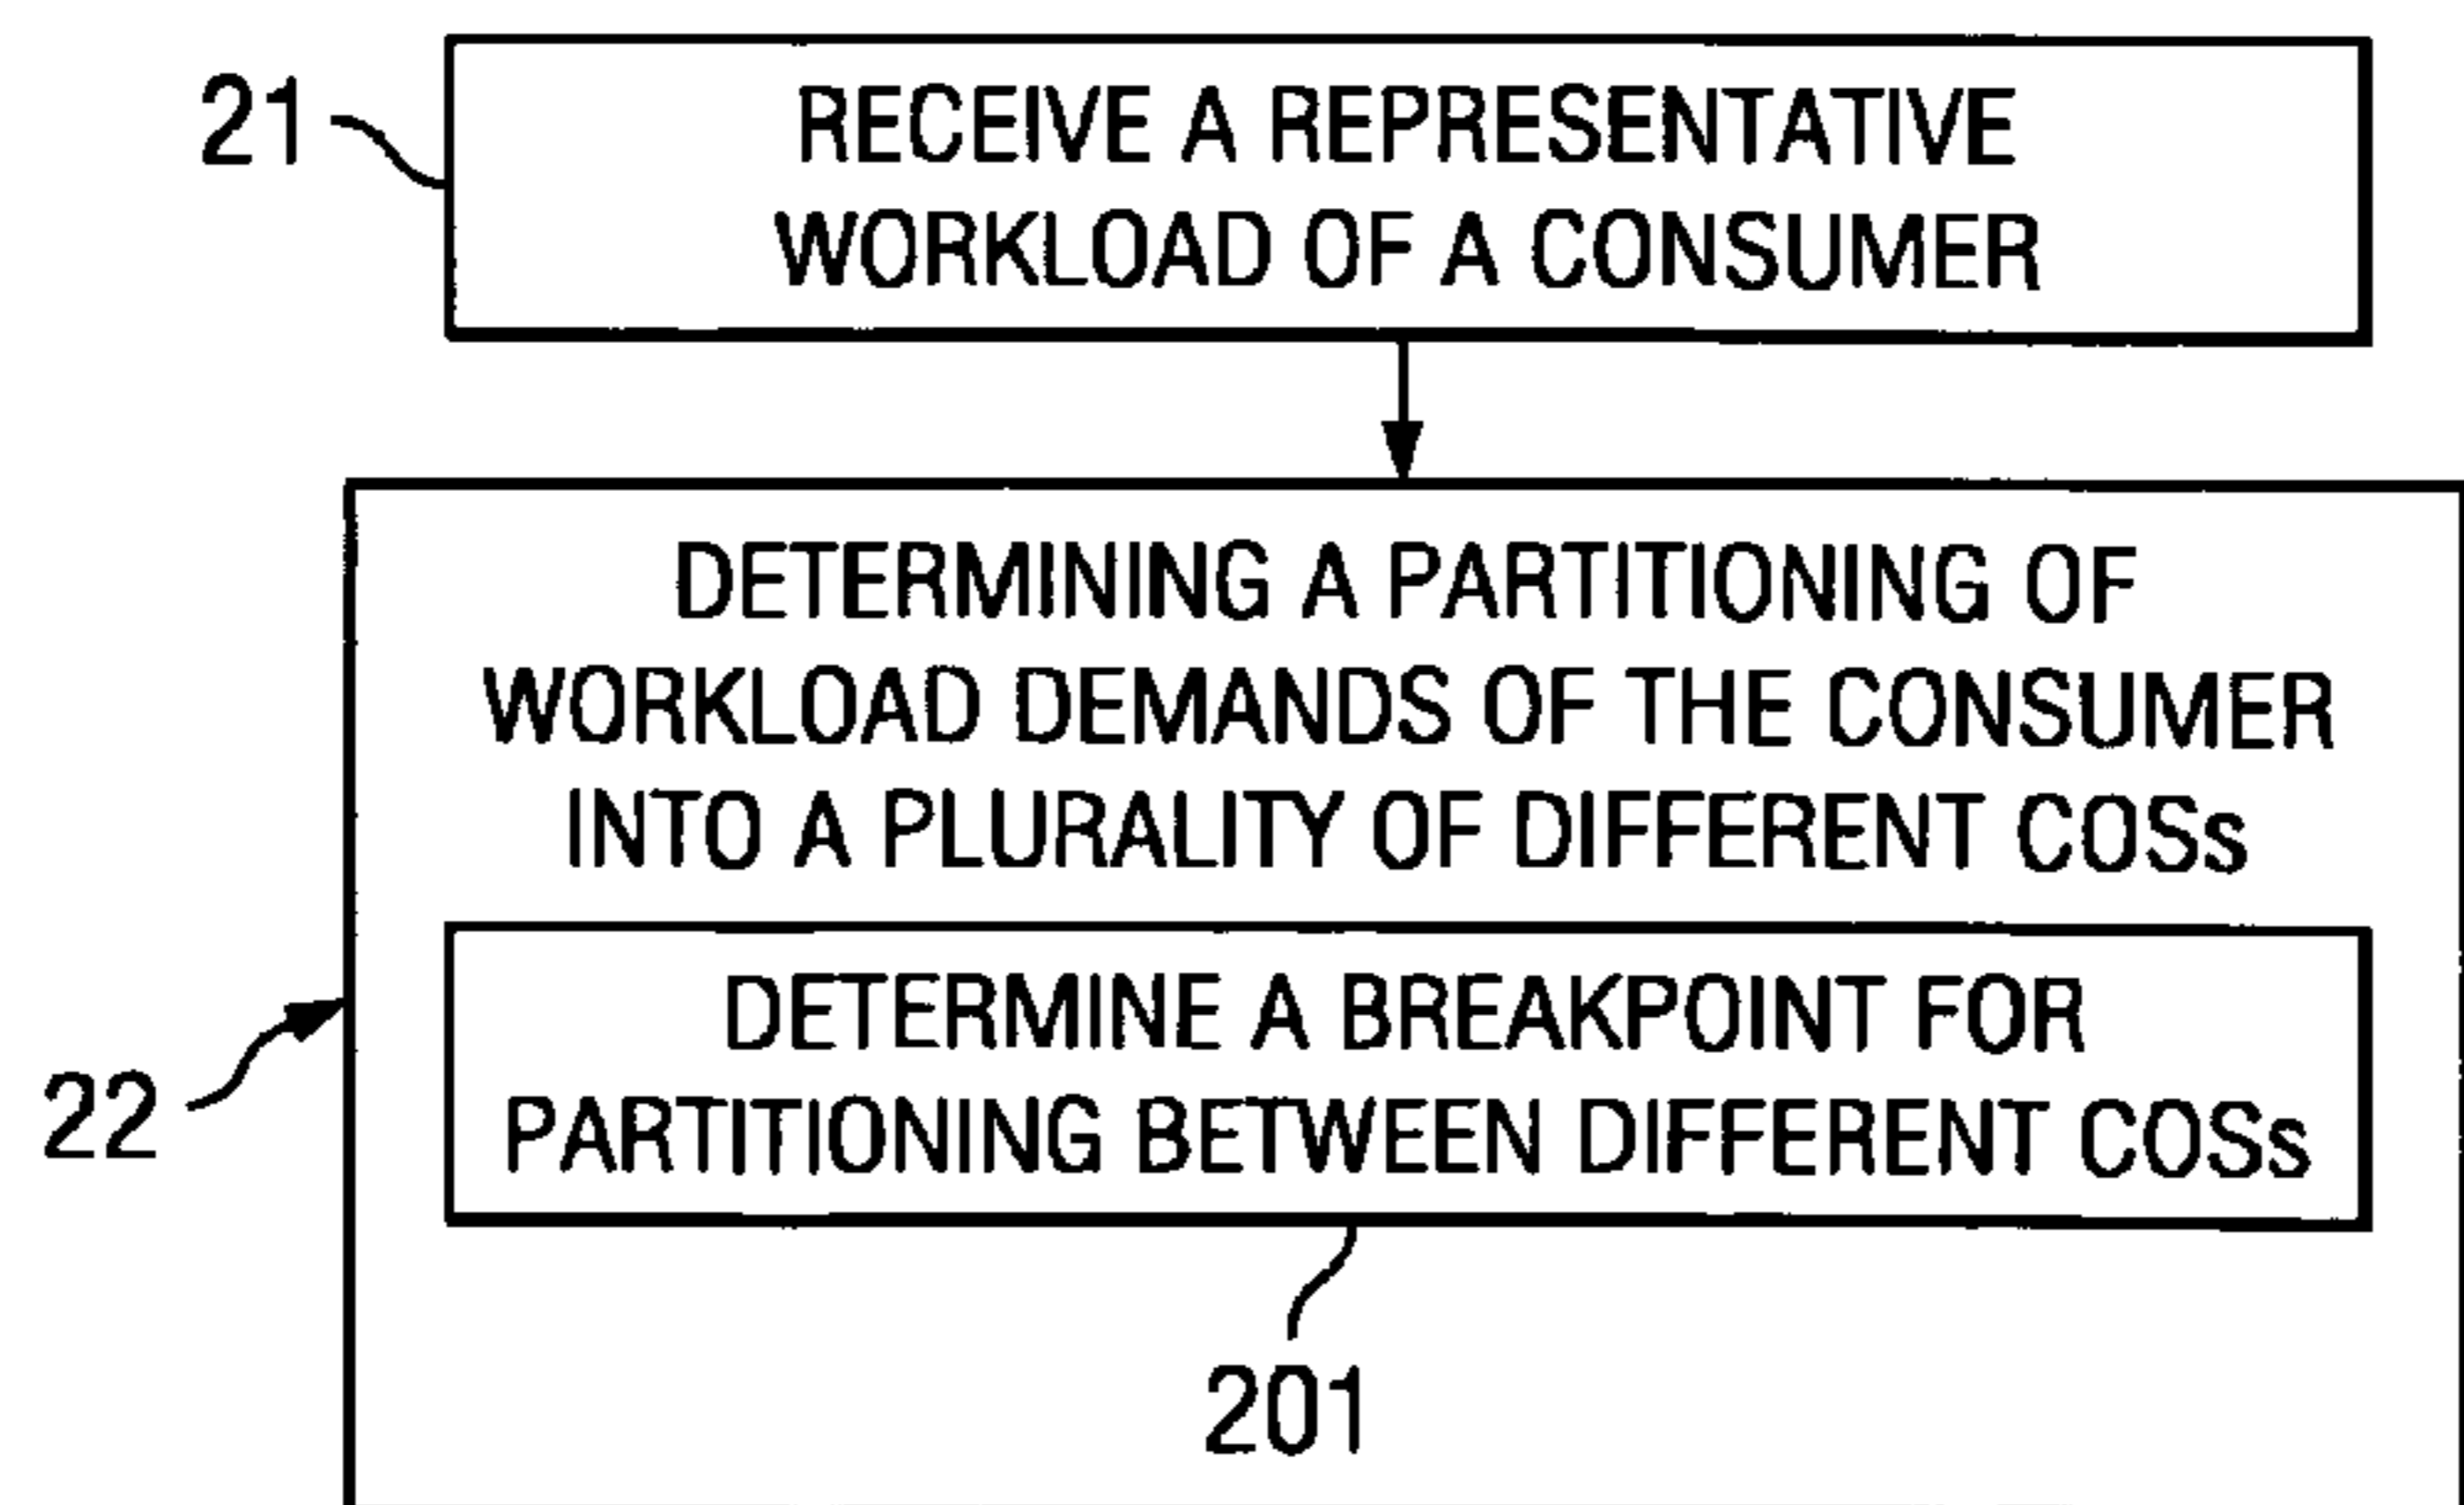 21
RECEIVE A REPRESENTATIVE
WORKLOAD OF A CONSUMER
DETERMINING A PARTITIONING OF
WORKLOAD DEMANDS OF THE CONSUMER
INTO A PLURALITY OF DIFFERENT COSs
DETERMINE A BREAKPOINT FOR
PARTITIONING BETWEEN DIFFERENT COSs
22
201